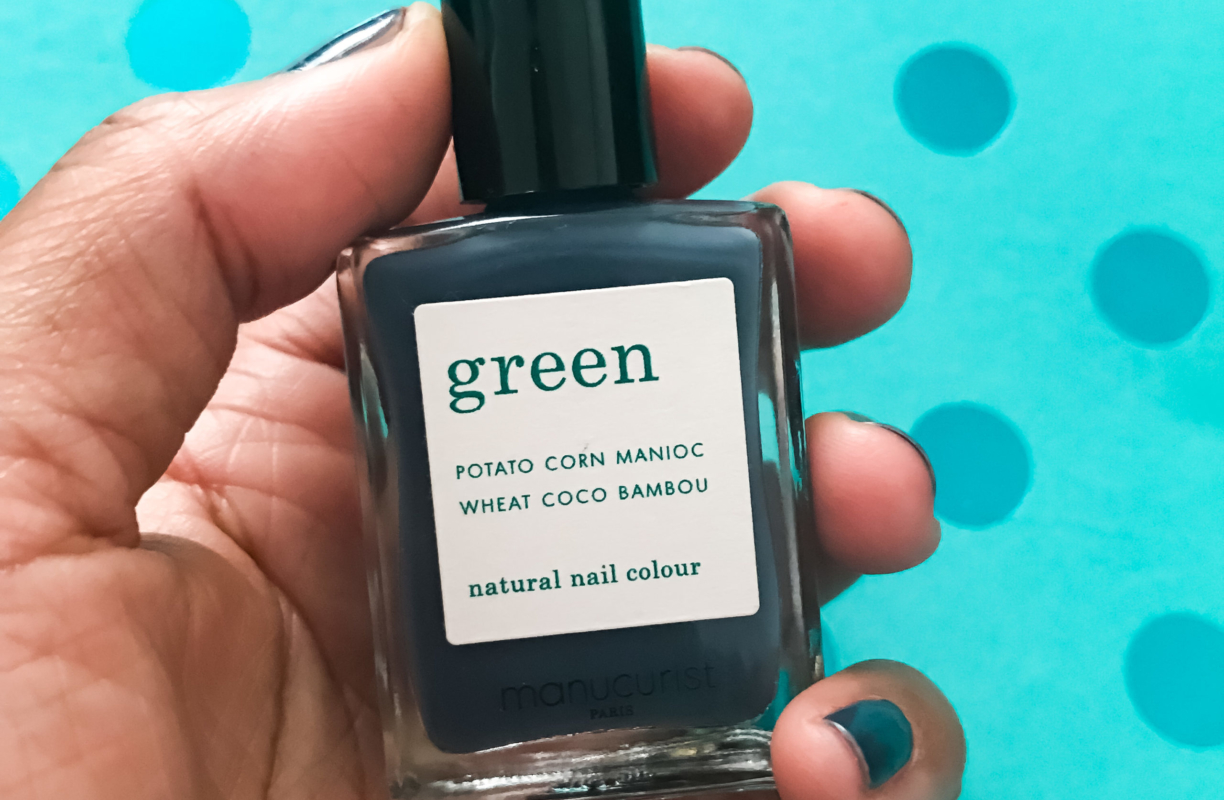 green
POTATO CORN MANIOC
WHEAT COCO BAMBOU
natural nail colour
manucurist
PARIS